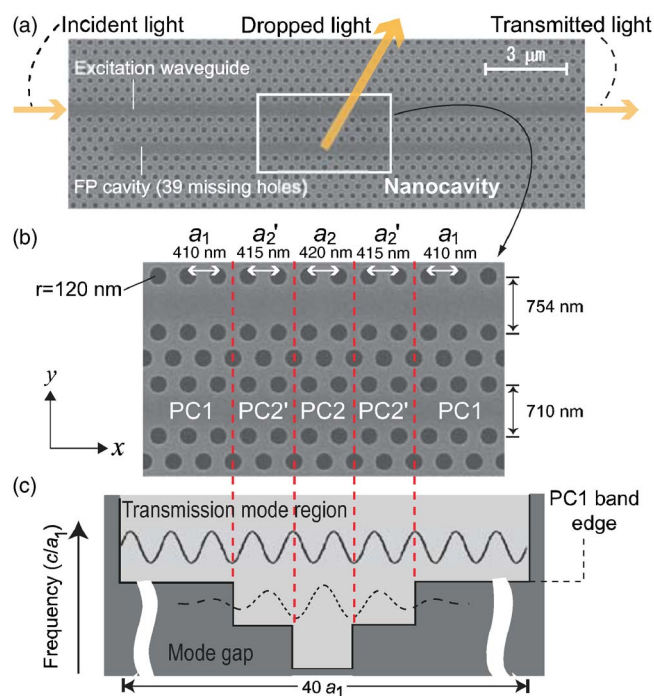 (a) Incident light Dropped light Transmitted light
Excitation waveguide
3 μm
FP cavity (39 missing holes)
Nanocavity
(b) a₁ a₂' a₂ a₂' a₁
410 nm 415 nm 420 nm 415 nm 410 nm
r=120 nm
754 nm
y
x
PC1 PC2' PC2 PC2' PC1
710 nm
(c)
Transmission mode region
PC1 band
edge
Frequency (c/a₁)
Mode gap
40 a₁